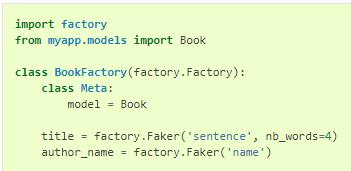 import factory
from myapp.models import Book
class BookFactory(factory.Factory):
    class Meta:
        model = Book
    title = factory.Faker('sentence', nb_words=4)
    author_name = factory.Faker('name')